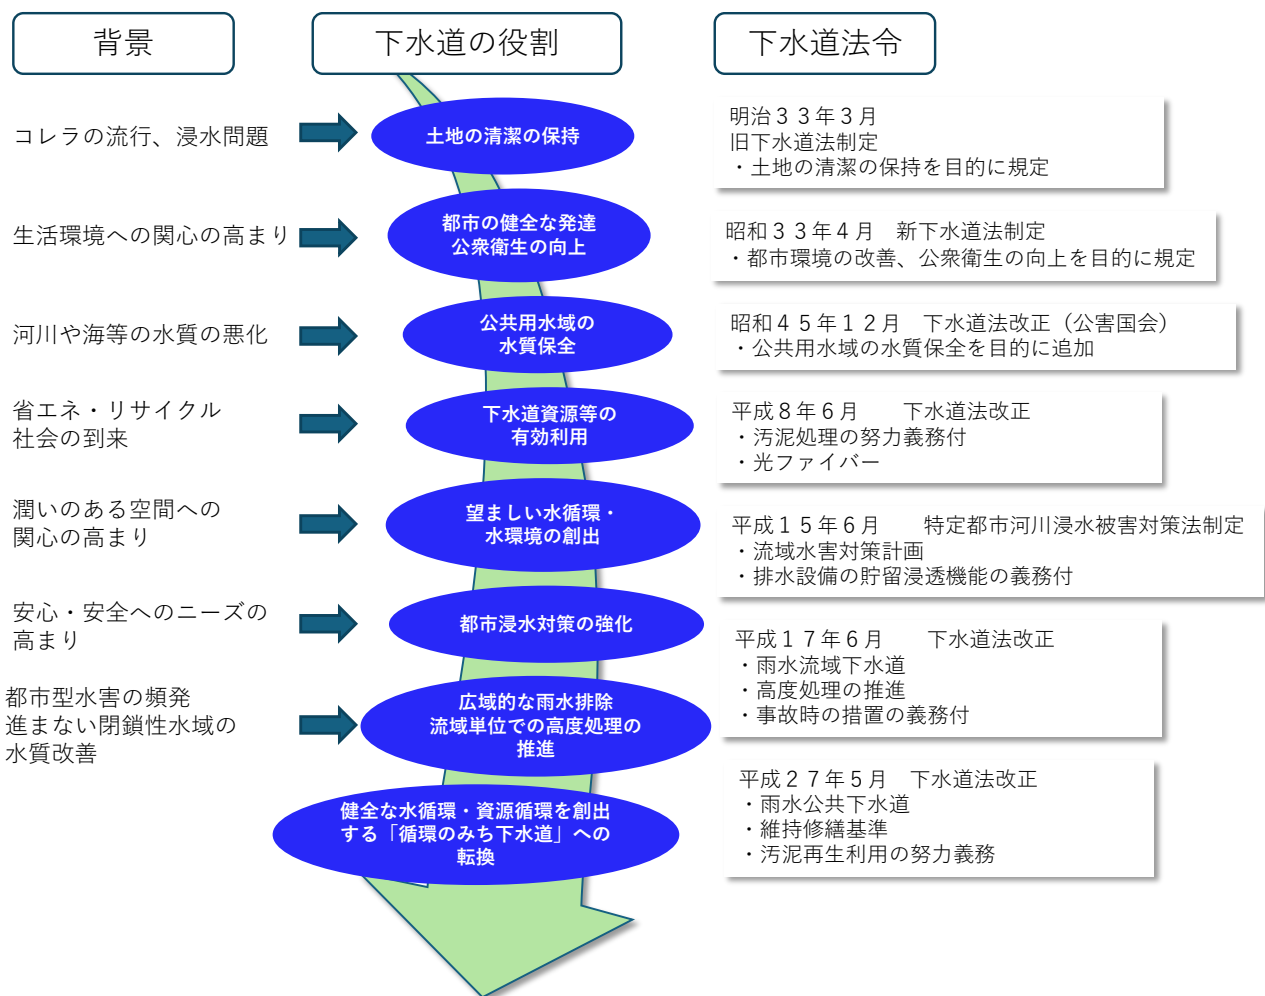 背景
下水道の役割
下水道法令
コレラの流行、浸水問題
土地の清潔の保持
明治３３年３月
旧下水道法制定
・土地の清潔の保持を目的に規定
生活環境への関心の高まり
都市の健全な発達
公衆衛生の向上
昭和３３年４月　新下水道法制定
・都市環境の改善、公衆衛生の向上を目的に規定
河川や海等の水質の悪化
公共用水域の
水質保全
昭和４５年１２月　下水道法改正（公害国会）
・公共用水域の水質保全を目的に追加
省エネ・リサイクル
社会の到来
下水道資源等の
有効利用
平成８年６月　　下水道法改正
・汚泥処理の努力義務付
・光ファイバー
潤いのある空間への
関心の高まり
望ましい水循環・
水環境の創出
平成１５年６月　　特定都市河川浸水被害対策法制定
・流域水害対策計画
・排水設備の貯留浸透機能の義務付
安心・安全へのニーズの
高まり
都市浸水対策の強化
平成１７年６月　　下水道法改正
・雨水流域下水道
・高度処理の推進
・事故時の措置の義務付
都市型水害の頻発
進まない閉鎖性水域の
水質改善
広域的な雨水排除
流域単位での高度処理の
推進
平成２７年５月　下水道法改正
・雨水公共下水道
・維持修繕基準
・汚泥再生利用の努力義務
健全な水循環・資源循環を創出
する「循環のみち下水道」への
転換